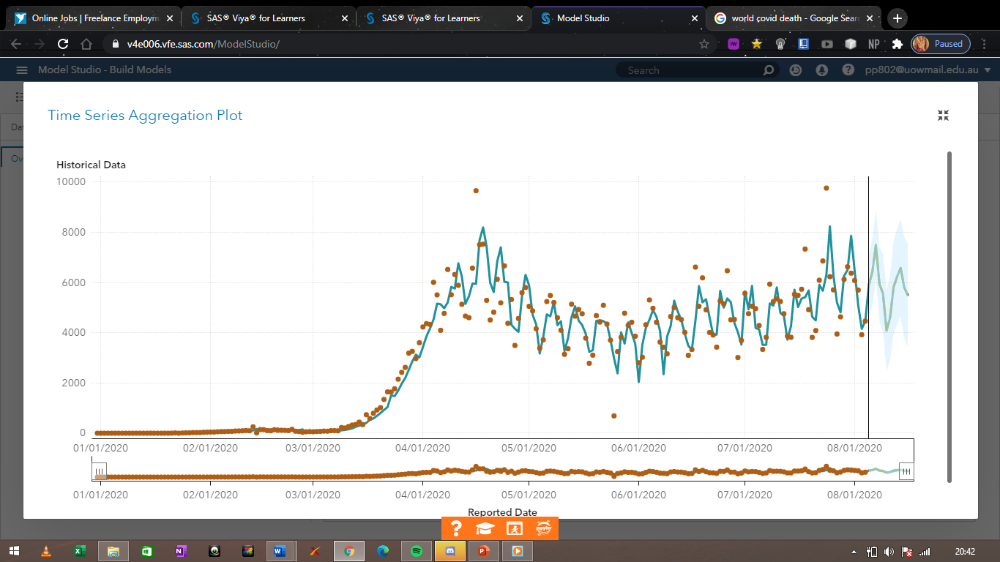 Online Jobs | Freelance Employm
SAS® Viya® for Learners
SAS® Viya® for Learners
Model Studio
world covid death - Google Sear
v4e006.vfe.sas.com/ModelStudio/
IW
NP
Paused
Model Studio - Build Models
Search
pp802@uowmail.edu.au
Dat
Ov
Time Series Aggregation Plot
Historical Data
10000
8000
6000
4000
2000
0
01/01/2020 02/01/2020 03/01/2020 04/01/2020 05/01/2020 06/01/2020 07/01/2020 08/01/2020
01/01/2020 02/01/2020 03/01/2020 04/01/2020 05/01/2020 06/01/2020 07/01/2020 08/01/2020
Reported Date
20:42